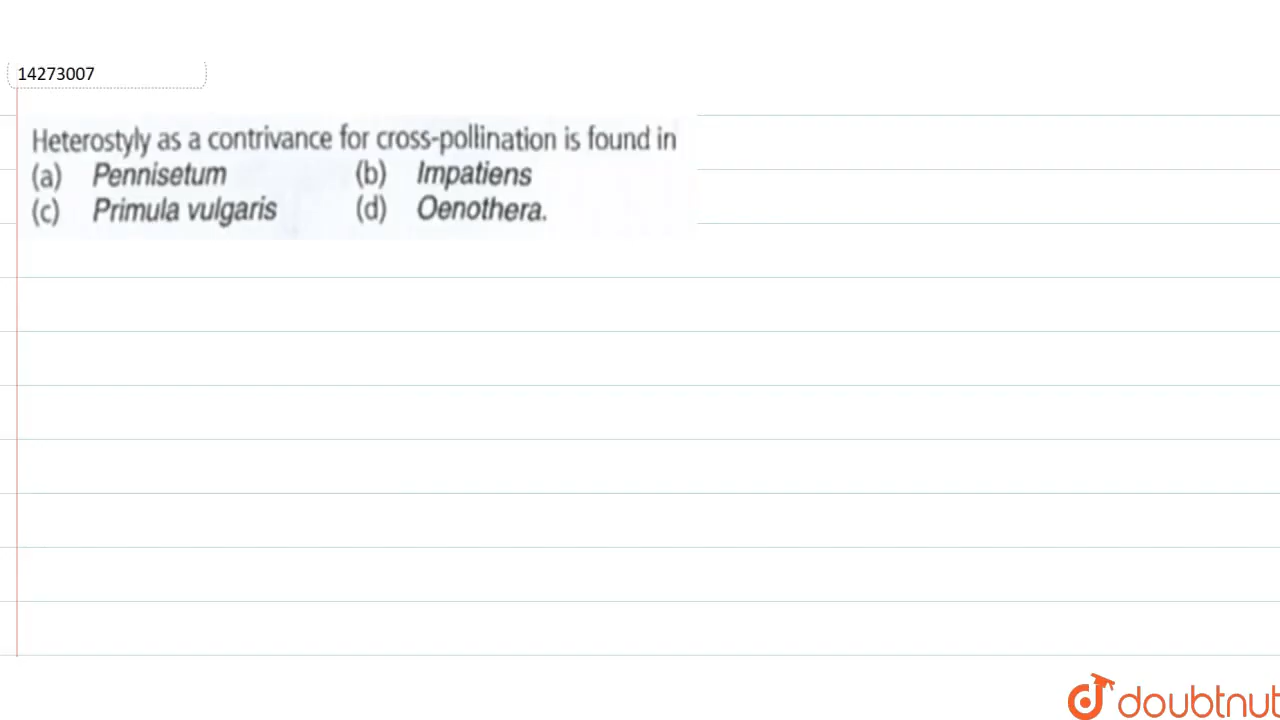 14273007
Heterostyly as a contrivance for cross-pollination is found in
(a) Pennisetum (b) Impatiens
(c) Primula vulgaris (d) Oenothera.
doubtnut